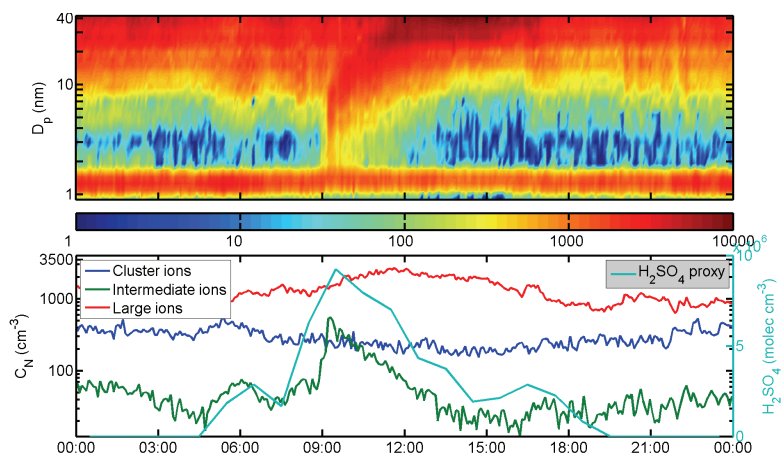 40
10
1
D_p (nm)
1 10 100 1000 10000
3500
1000
100
C_N (cm⁻³)
Cluster ions
Intermediate ions
Large ions
H₂SO₄ proxy
x 10⁶
10
5
0
H₂SO₄ (molec cm⁻³)
00:00 03:00 06:00 09:00 12:00 15:00 18:00 21:00 00:00